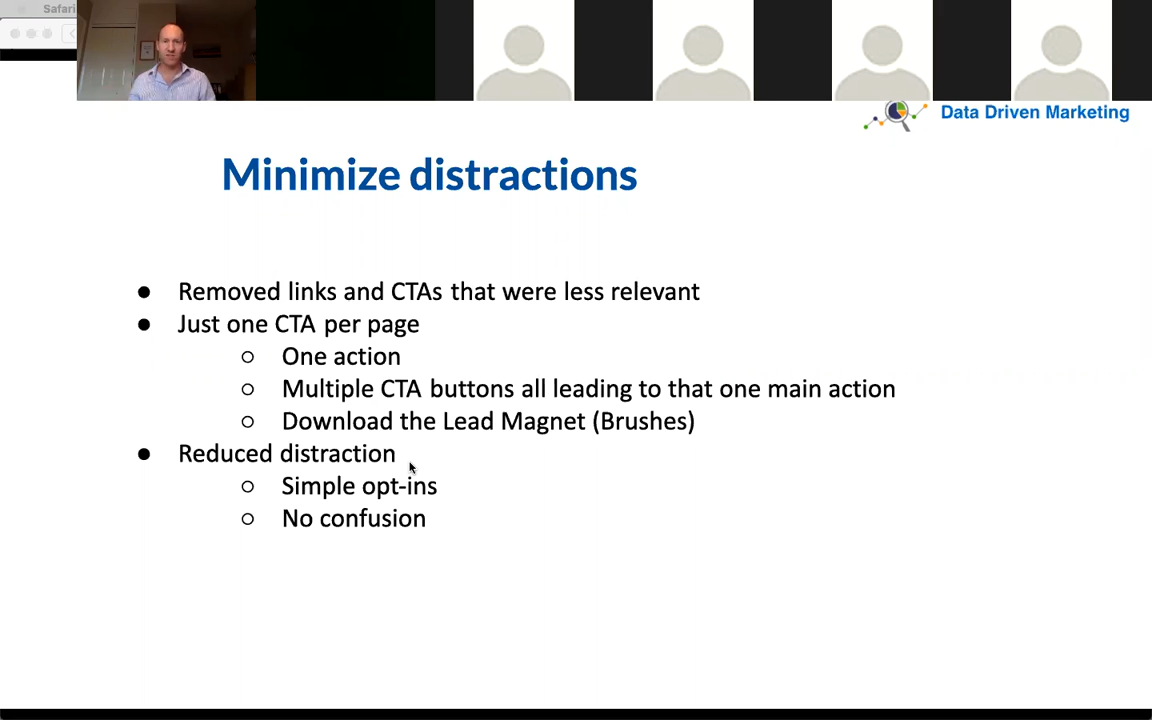 Safari
Data Driven Marketing
Minimize distractions
● Removed links and CTAs that were less relevant
● Just one CTA per page
○ One action
○ Multiple CTA buttons all leading to that one main action
○ Download the Lead Magnet (Brushes)
● Reduced distraction
○ Simple opt-ins
○ No confusion